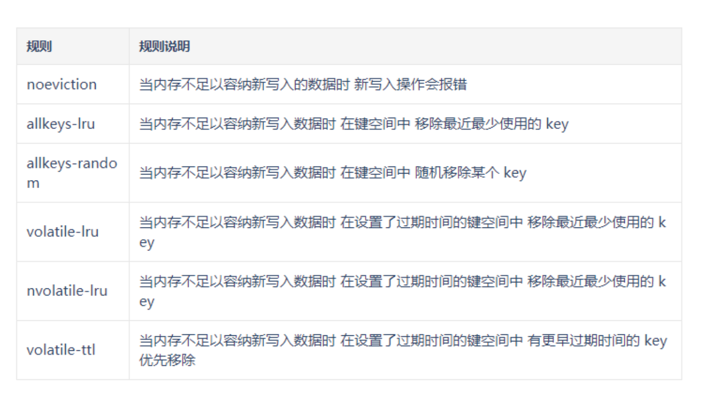 规则 规则说明
noeviction 当内存不足以容纳新写入的数据时 新写入操作会报错
allkeys-lru 当内存不足以容纳新写入数据时 在键空间中 移除最近最少使用的 key
allkeys-rando
m 当内存不足以容纳新写入数据时 在键空间中 随机移除某个 key
volatile-lru 当内存不足以容纳新写入数据时 在设置了过期时间的键空间中 移除最近最少使用的 k
ey
nvolatile-lru 当内存不足以容纳新写入数据时 在设置了过期时间的键空间中 移除最近最少使用的 k
ey
volatile-ttl 当内存不足以容纳新写入数据时 在设置了过期时间的键空间中 有更早过期时间的 key
优先移除